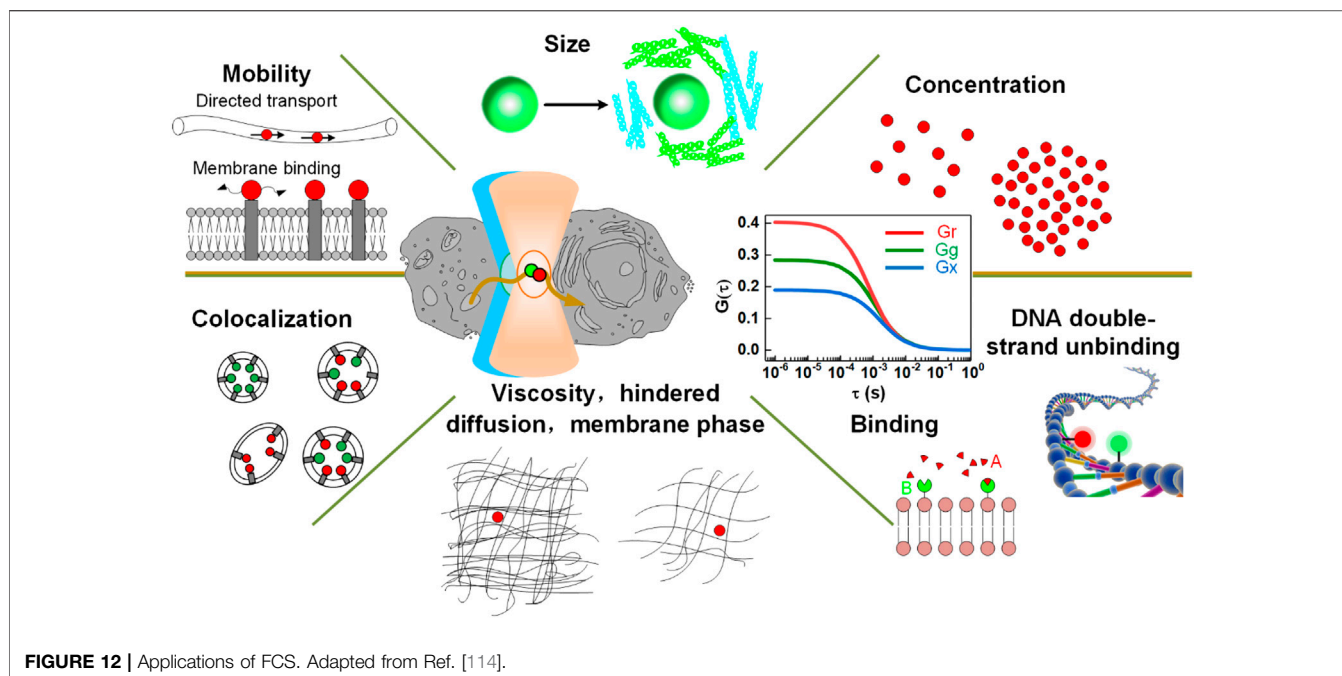 Size
Mobility
Directed transport
Membrane binding
Concentration
0.4
0.3
0.2
0.1
0.0
G(τ)
Gr
Gg
Gx
10⁻⁶ 10⁻⁵ 10⁻⁴ 10⁻³ 10⁻² 10⁻¹ 10⁰
τ (s)
Colocalization
DNA double-
strand unbinding
Viscosity，hindered
diffusion，membrane phase
Binding
A
B
FIGURE 12 | Applications of FCS. Adapted from Ref. [114].